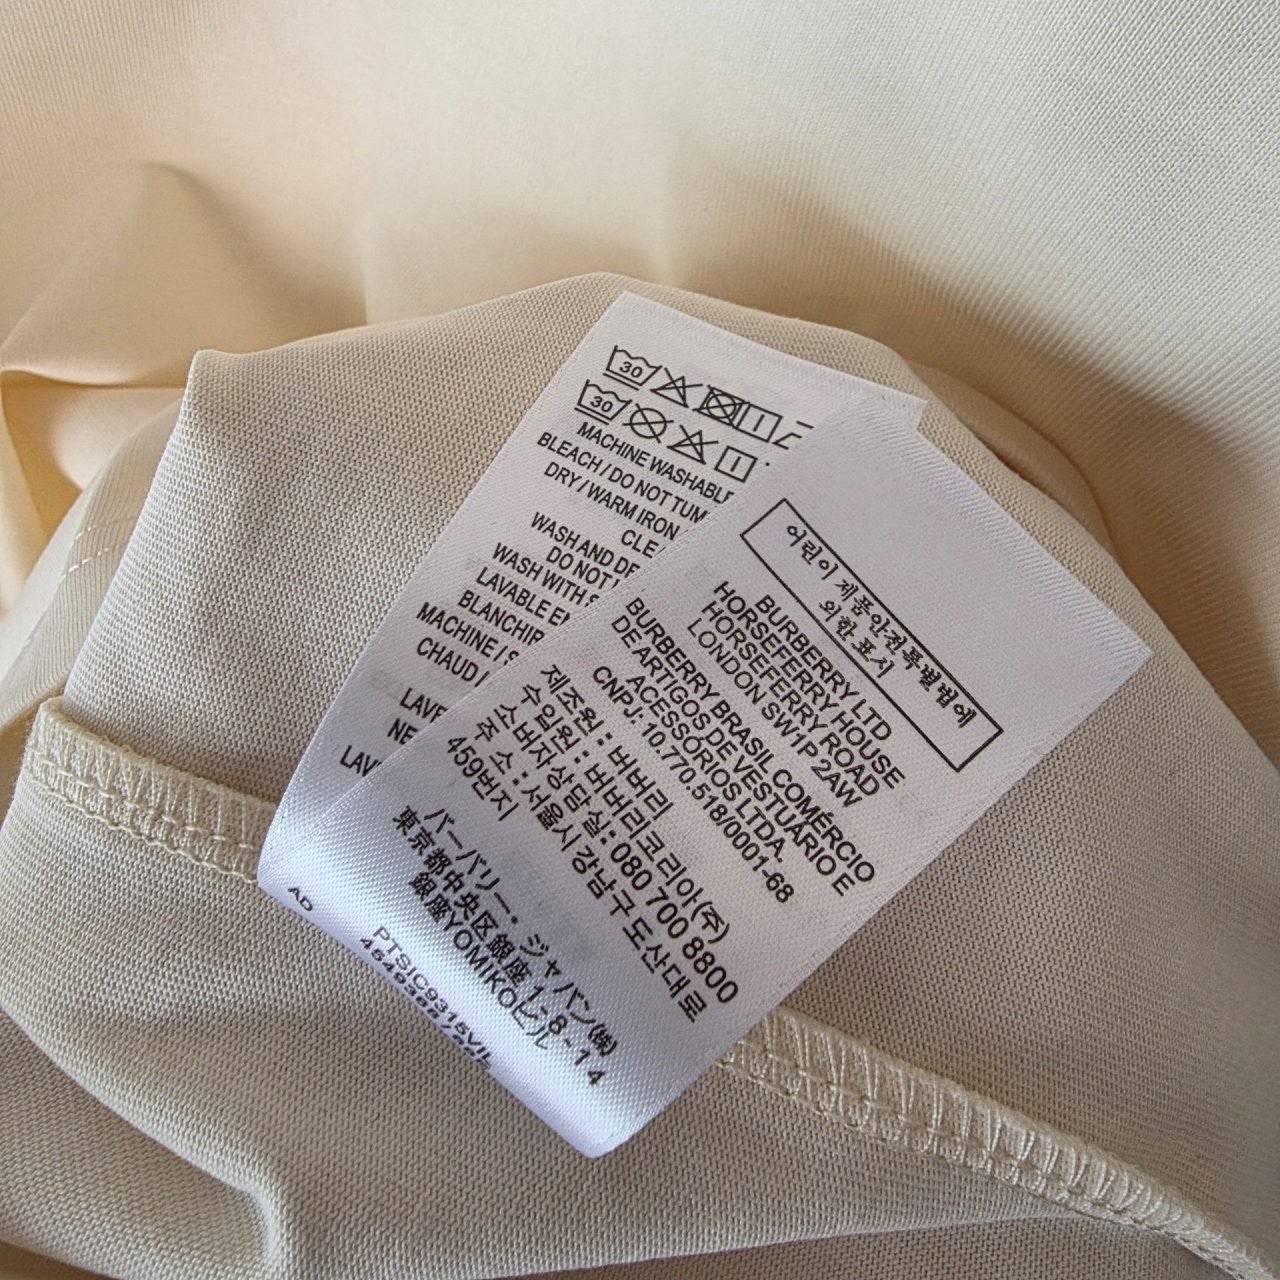 30
30
MACHINE WASHABLE
BLEACH / DO NOT TUM
DRY / WARM IRON
CLEA
WASH AND DE
DO NOT
WASH WITH S
LAVABLE EN
BLANCHIR
MACHINE / S
CHAUD
LAVE
NE
LAV
어린이 제품안전특별법에
의한 표시
BURBERRY LTD
HORSEFERRY HOUSE
HORSEFERRY ROAD
LONDON SW1P 2AW
BURBERRY BRASIL COMÉRCIO
DE ARTIGOS DE VESTUÁRIO E
ACESSÓRIOS LTDA.
CNPJ: 10.770.518/0001-68
제조원 : 버버리
수입원 : 버버리코리아(주)
소비자 상담실: 080 700 8800
주 소 : 서울시 강남구 도산대로
459번지
バーバリー・ジャパン(株)
東京都中央区銀座 1-8-14
銀座YOMIKOビル
AD
PTSIC9315VIL